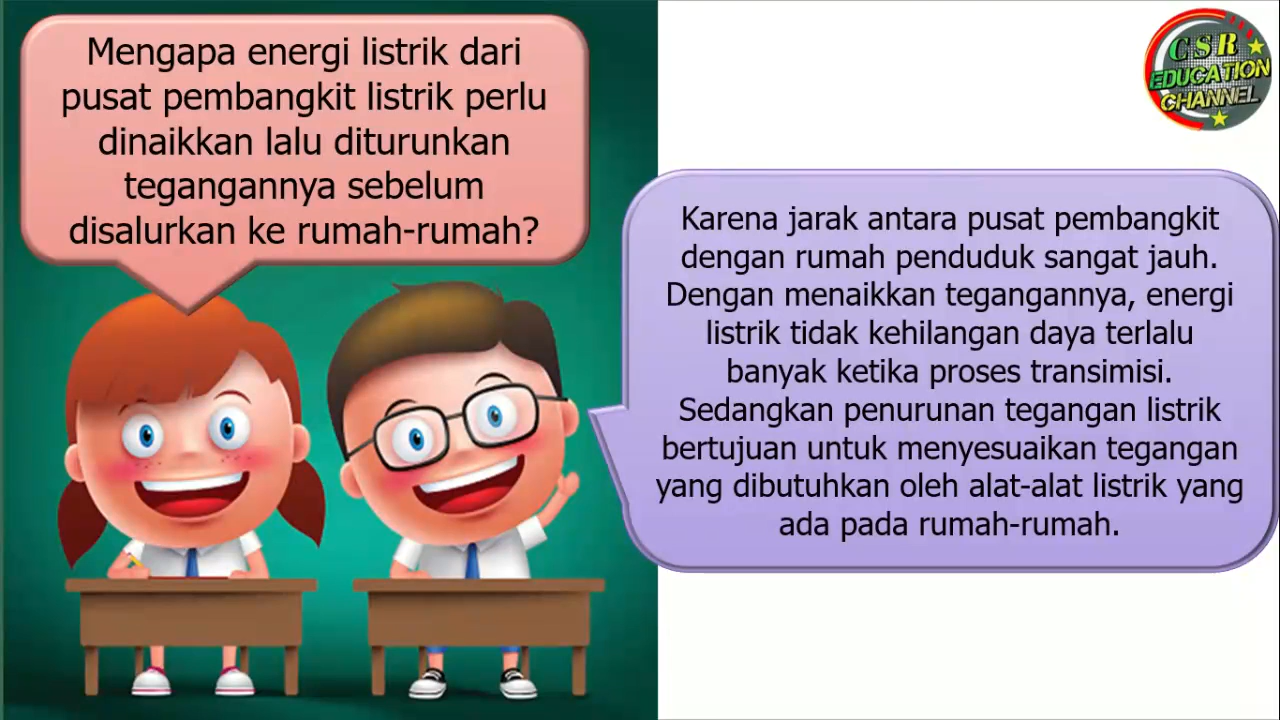 Mengapa energi listrik dari
pusat pembangkit listrik perlu
dinaikkan lalu diturunkan
tegangannya sebelum
disalurkan ke rumah-rumah?
CSR
EDUCATION
CHANNEL
Karena jarak antara pusat pembangkit
dengan rumah penduduk sangat jauh.
Dengan menaikkan tegangannya, energi
listrik tidak kehilangan daya terlalu
banyak ketika proses transimisi.
Sedangkan penurunan tegangan listrik
bertujuan untuk menyesuaikan tegangan
yang dibutuhkan oleh alat-alat listrik yang
ada pada rumah-rumah.